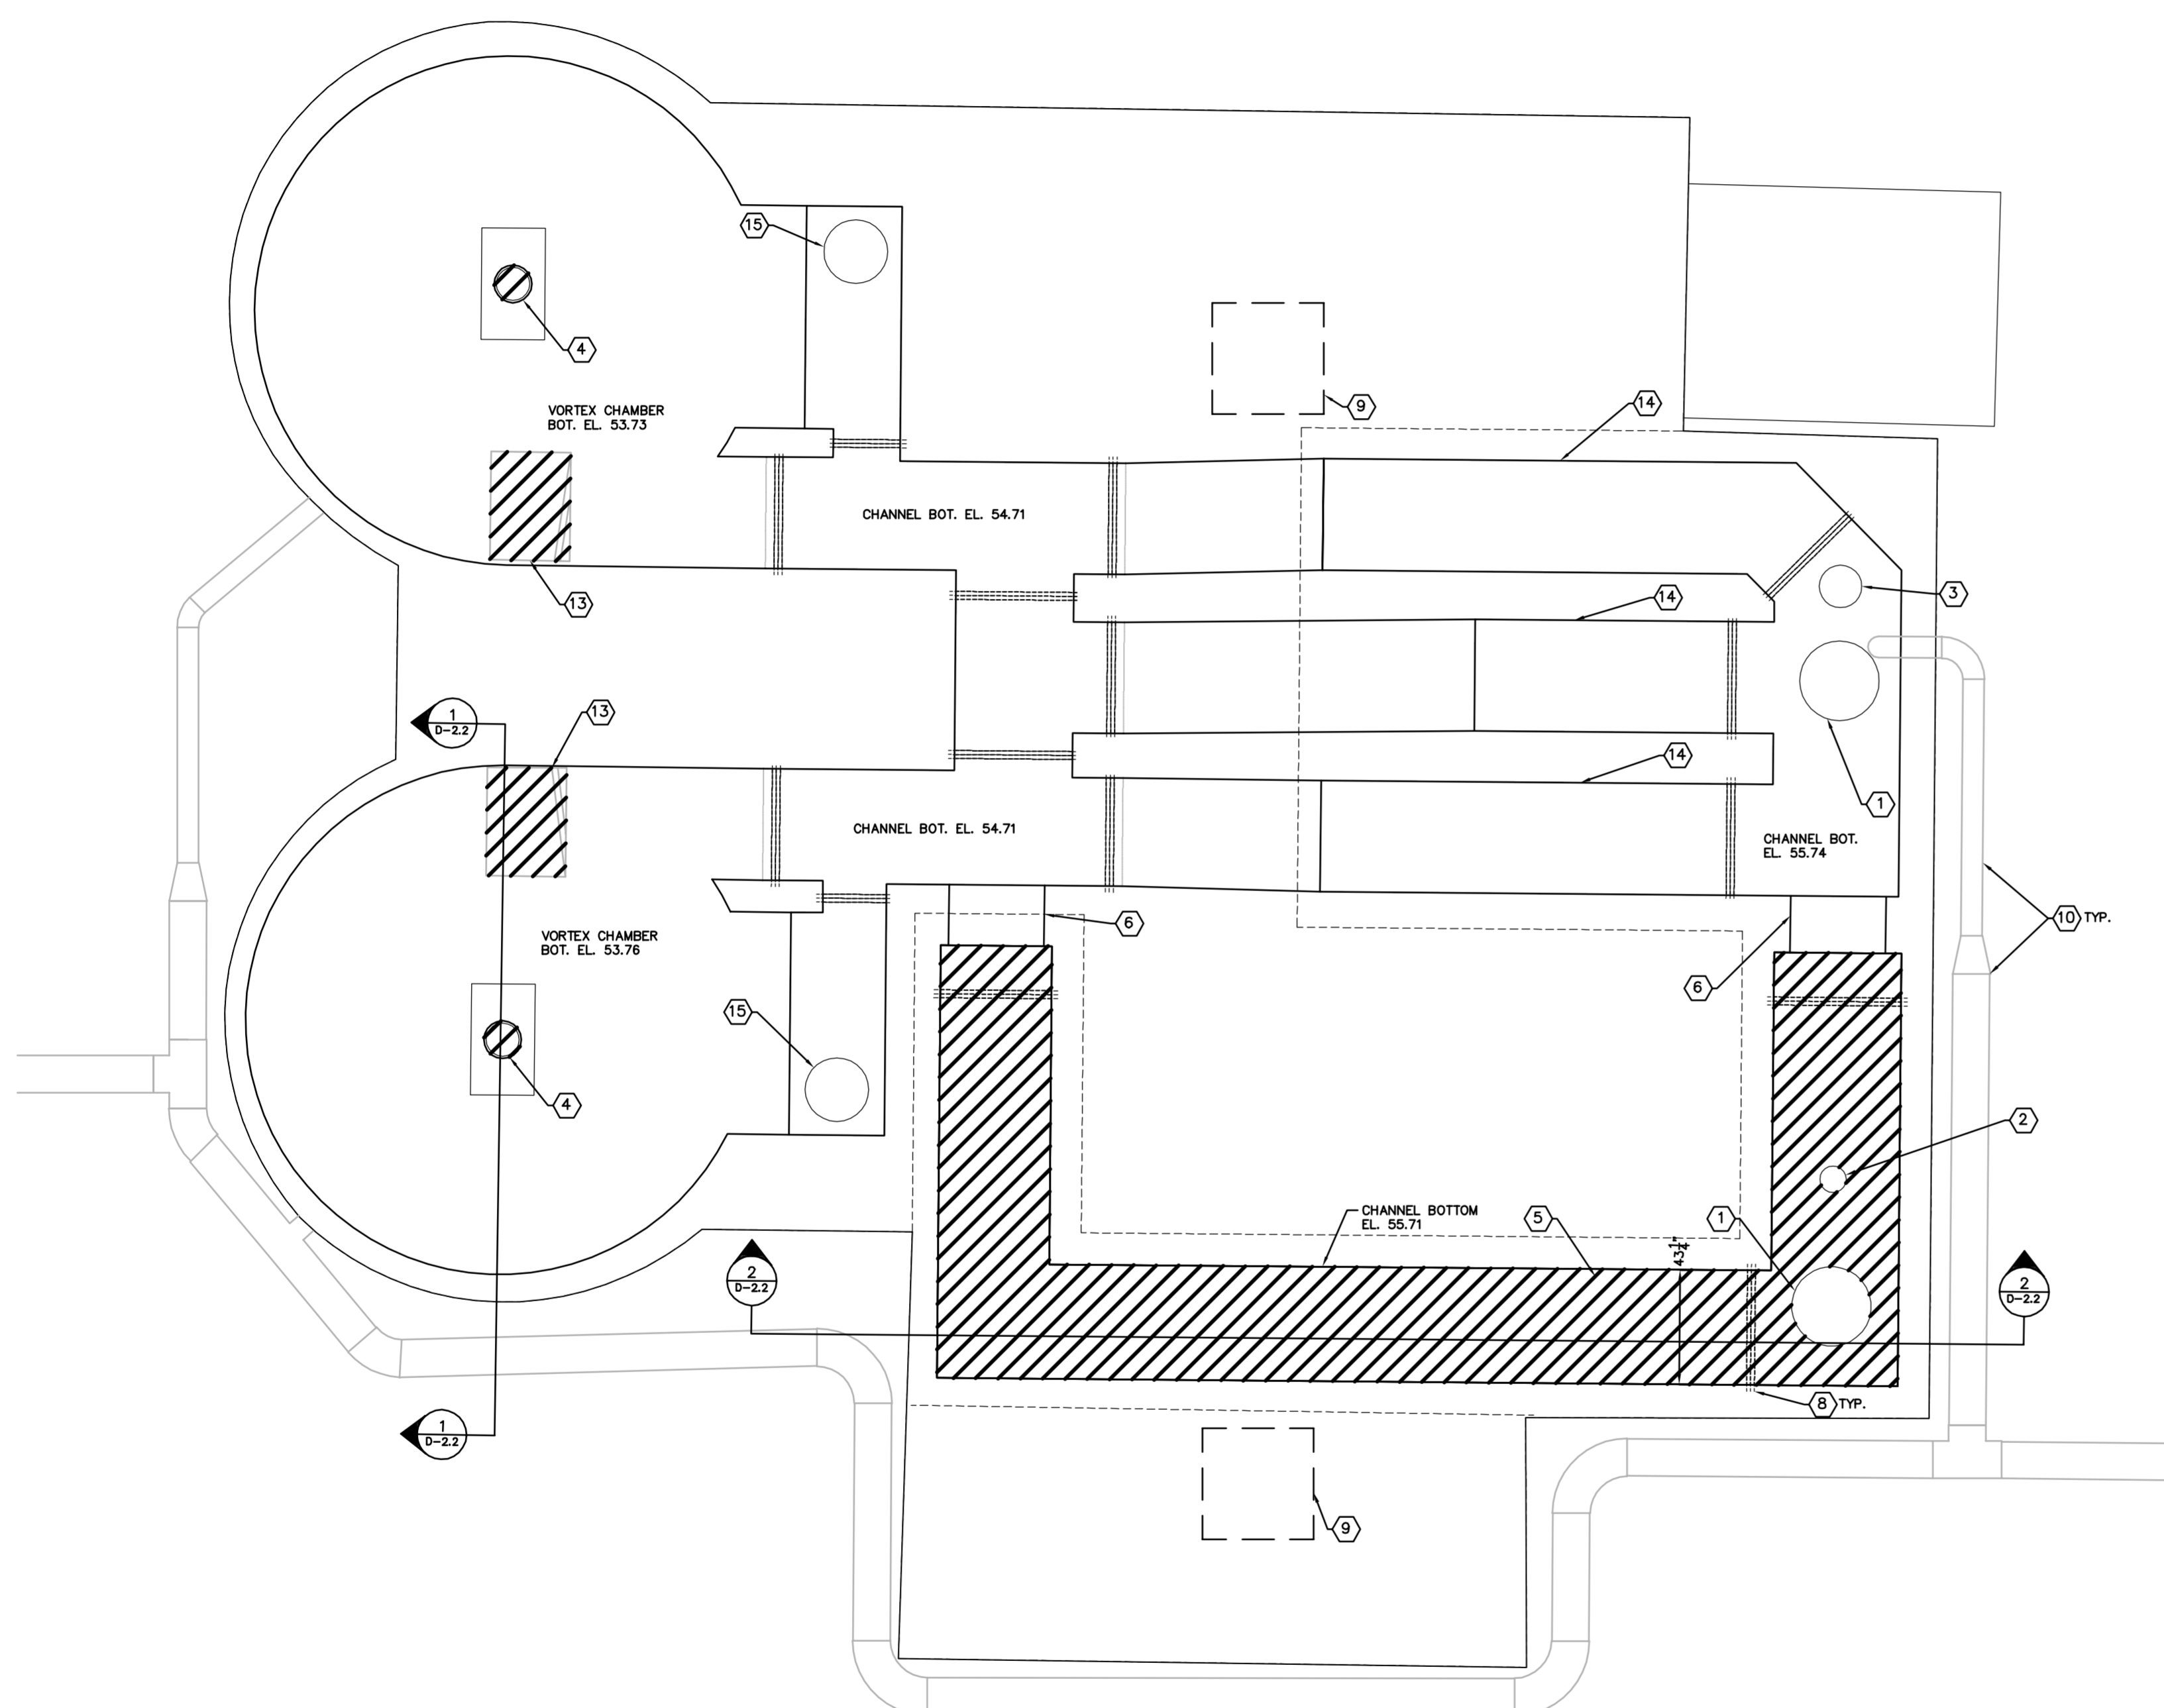 15
4
VORTEX CHAMBER
BOT. EL. 53.73
9
14
CHANNEL BOT. EL. 54.71
13
14
3
1
D-2.2
13
14
1
CHANNEL BOT. EL. 54.71
CHANNEL BOT.
EL. 55.74
6
10 TYP.
VORTEX CHAMBER
BOT. EL. 53.76
6
15
4
2
CHANNEL BOTTOM
EL. 55.71
5
1
43 1/4"
2
D-2.2
2
D-2.2
8 TYP.
1
D-2.2
9